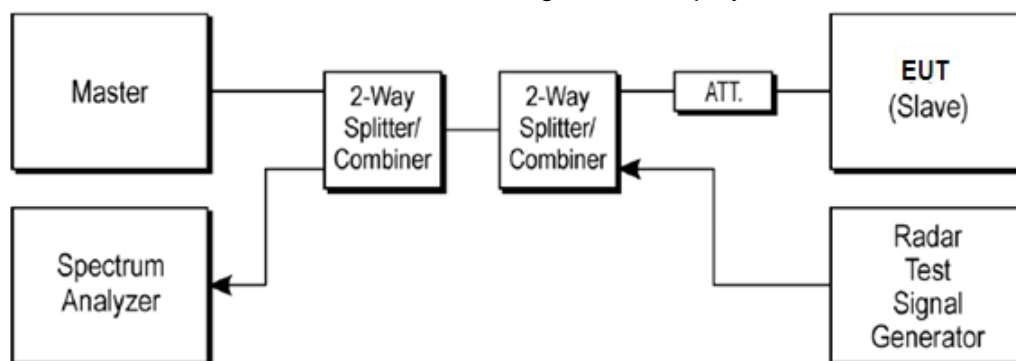 Master
2-Way
Splitter/
Combiner
2-Way
Splitter/
Combiner
ATT.
EUT
(Slave)
Spectrum
Analyzer
Radar
Test
Signal
Generator